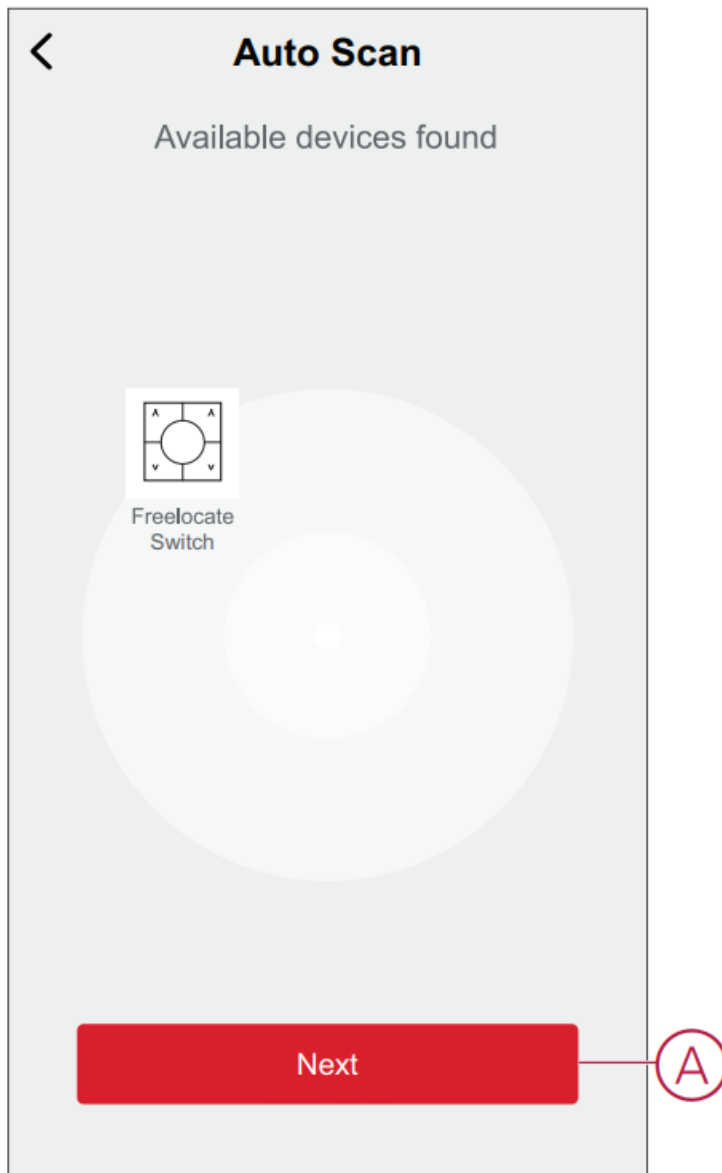 Auto Scan
Available devices found
Freelocate
Switch
Next
A